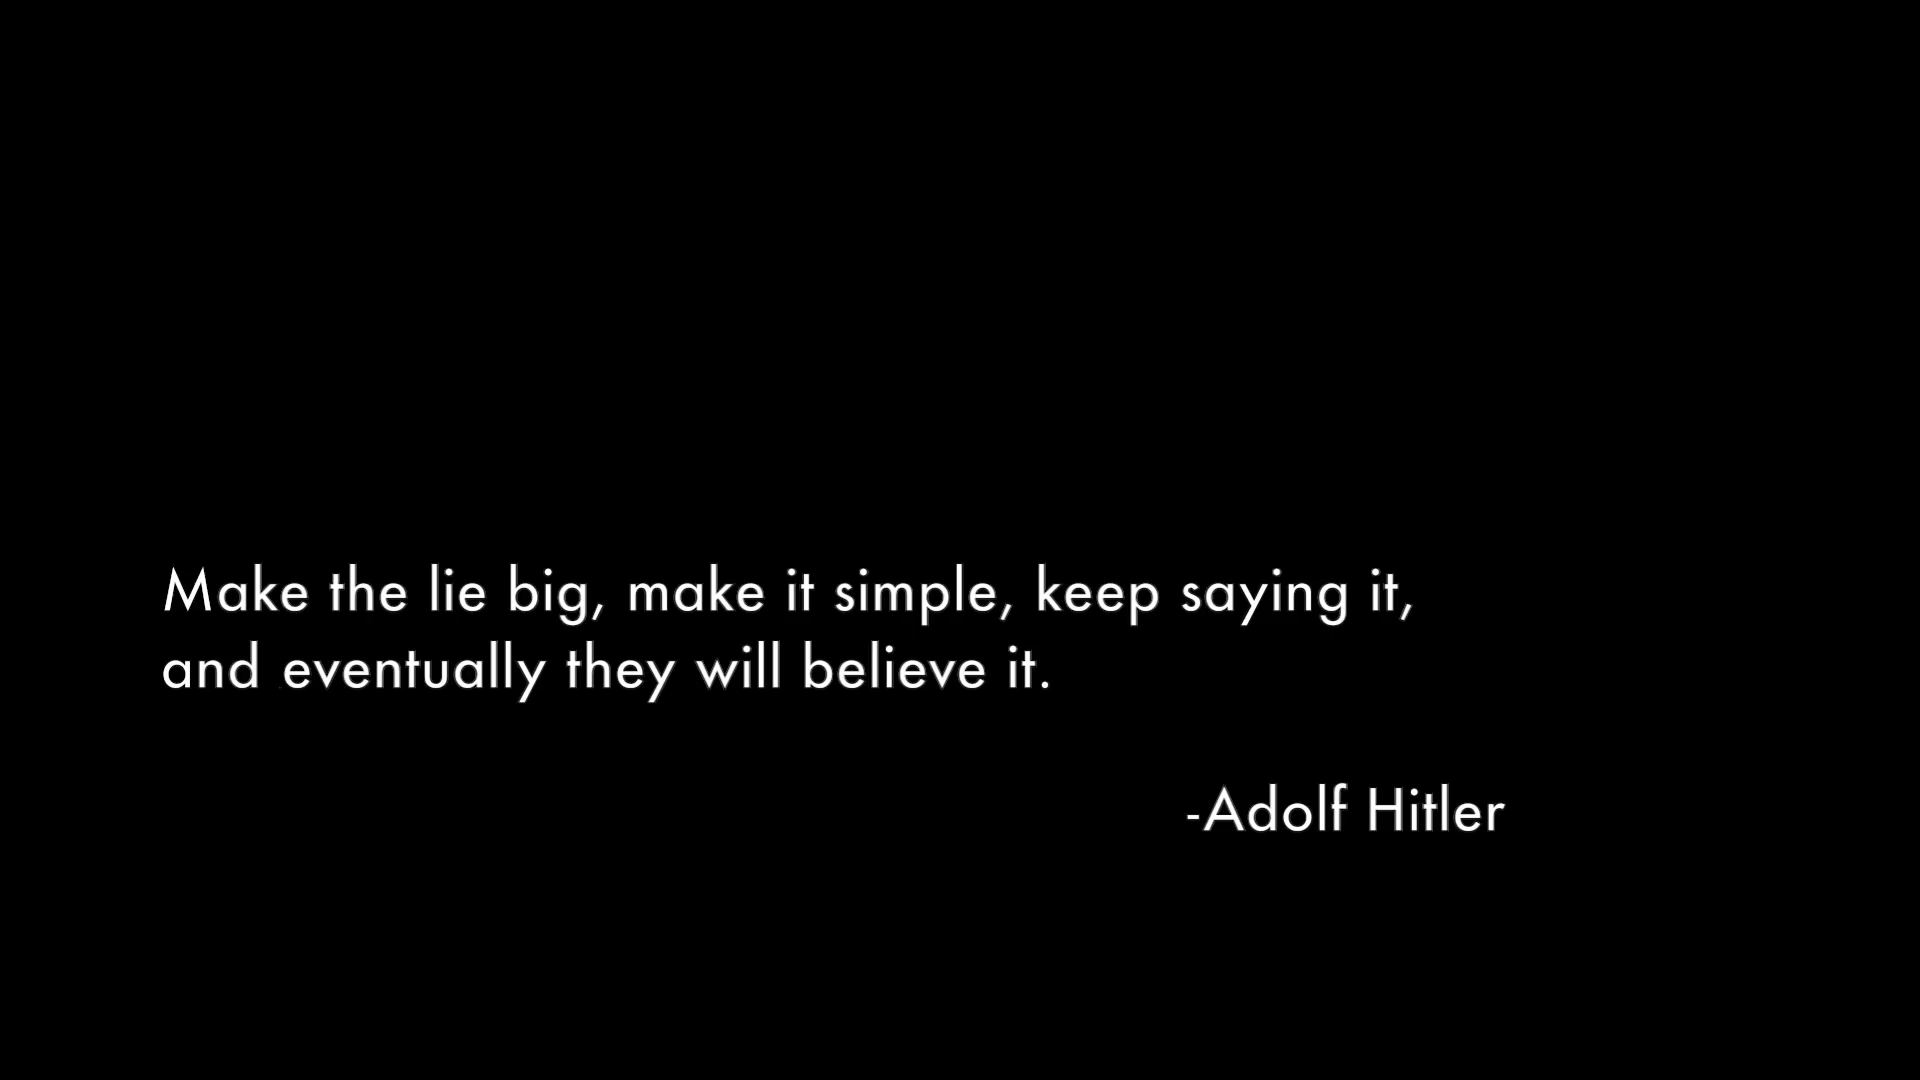 Make the lie big, make it simple, keep saying it,
and eventually they will believe it.
-Adolf Hitler